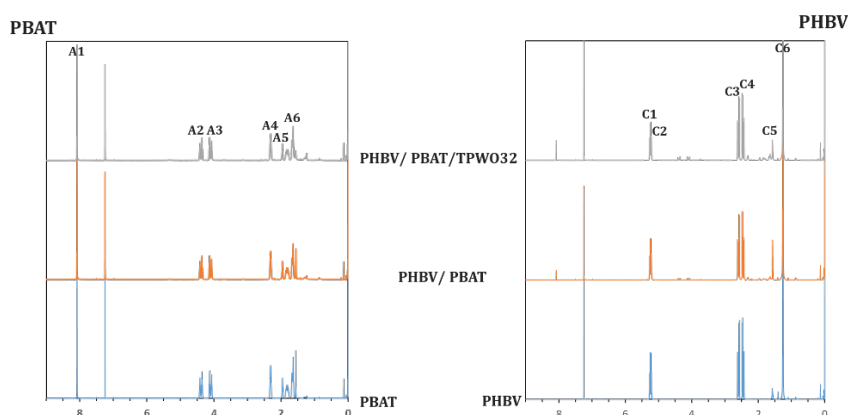 PBAT
PHBV
A1
A2 A3
A4
A5
A6
C1
C2
C3
C4
C5
C6
PHBV/ PBAT/TPWO32
PHBV/ PBAT
PBAT
PHBV
8 6 4 2 0
8 6 4 2 0